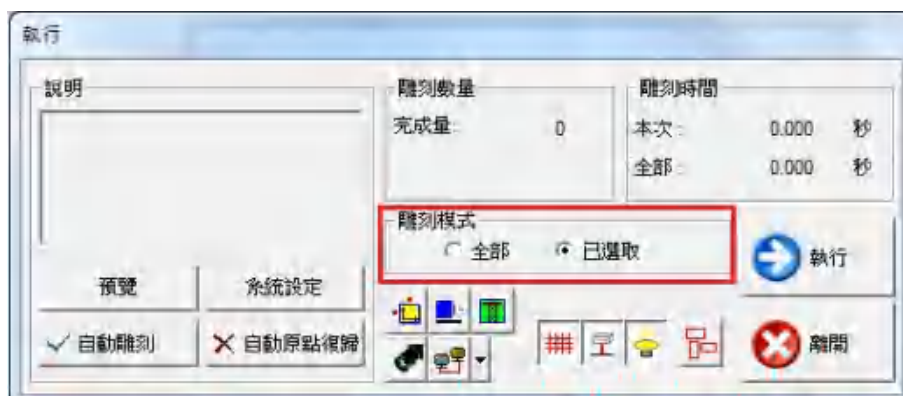 執行
說明
雕刻數量
完成量: 0
雕刻時間
本次: 0.000 秒
全部: 0.000 秒
雕刻模式
全部 已選取
預覽 系統設定
自動雕刻 自動原點復歸
執行
離開